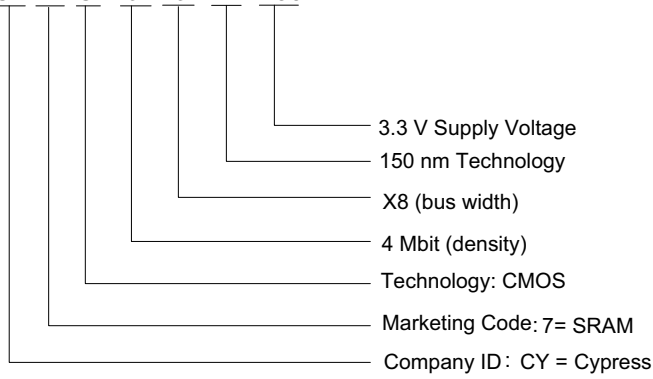 3.3 V Supply Voltage
150 nm Technology
X8 (bus width)
4 Mbit (density)
Technology: CMOS
Marketing Code: 7= SRAM
Company ID: CY = Cypress